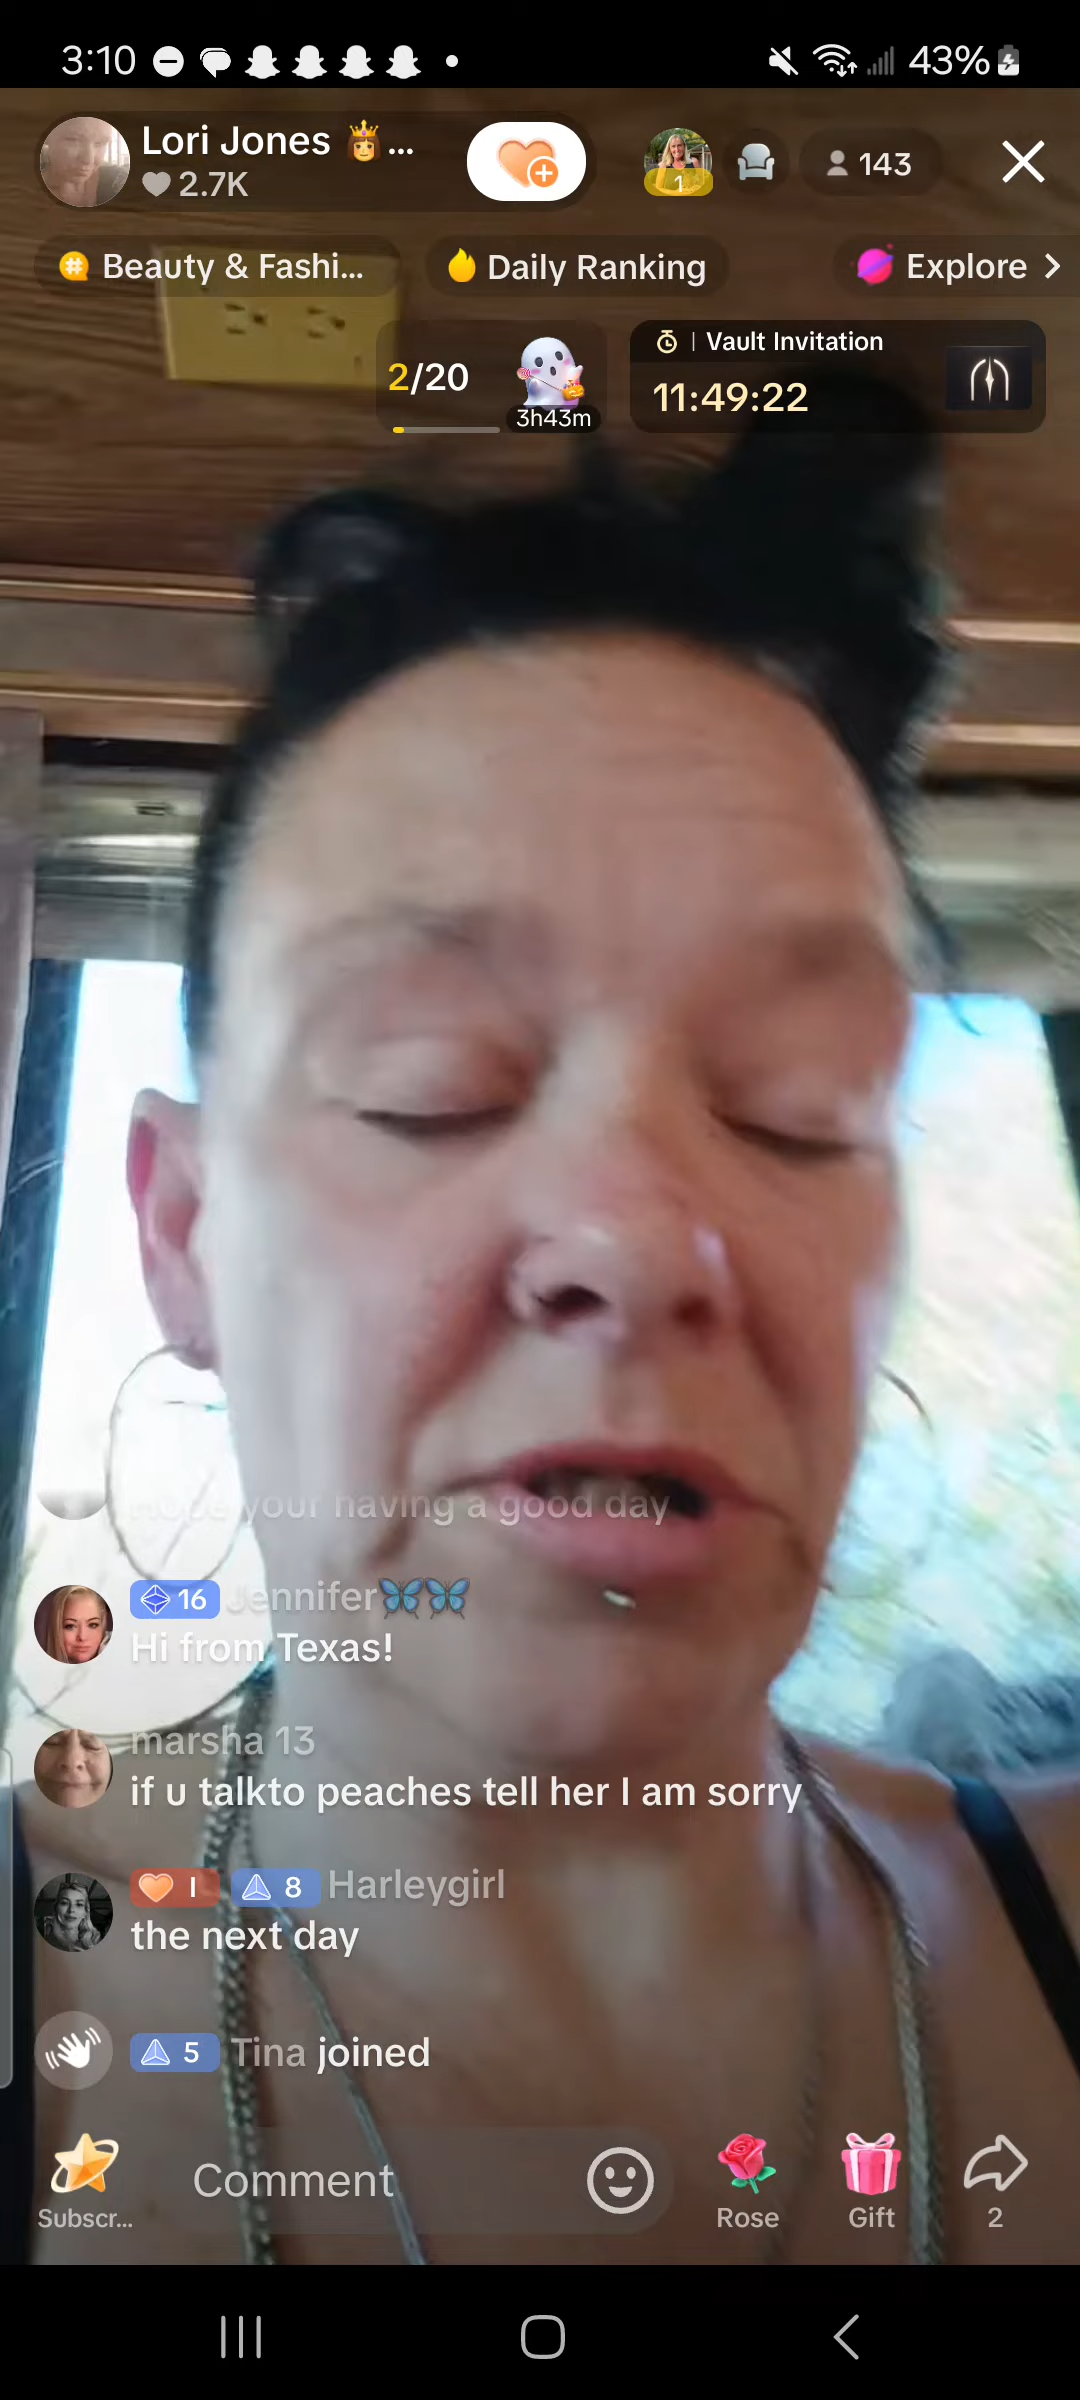 3:10
43%
Lori Jones 👸...
2.7K
1
143
Beauty & Fashi...
Daily Ranking
Explore
2/20
3h43m
Vault Invitation
11:49:22
Hope your having a good day
16 Jennifer🦋🦋
Hi from Texas!
marsha 13
if u talkto peaches tell her I am sorry
I 8 Harleygirl
the next day
5 Tina joined
Comment
Subscr...
Rose
Gift
2